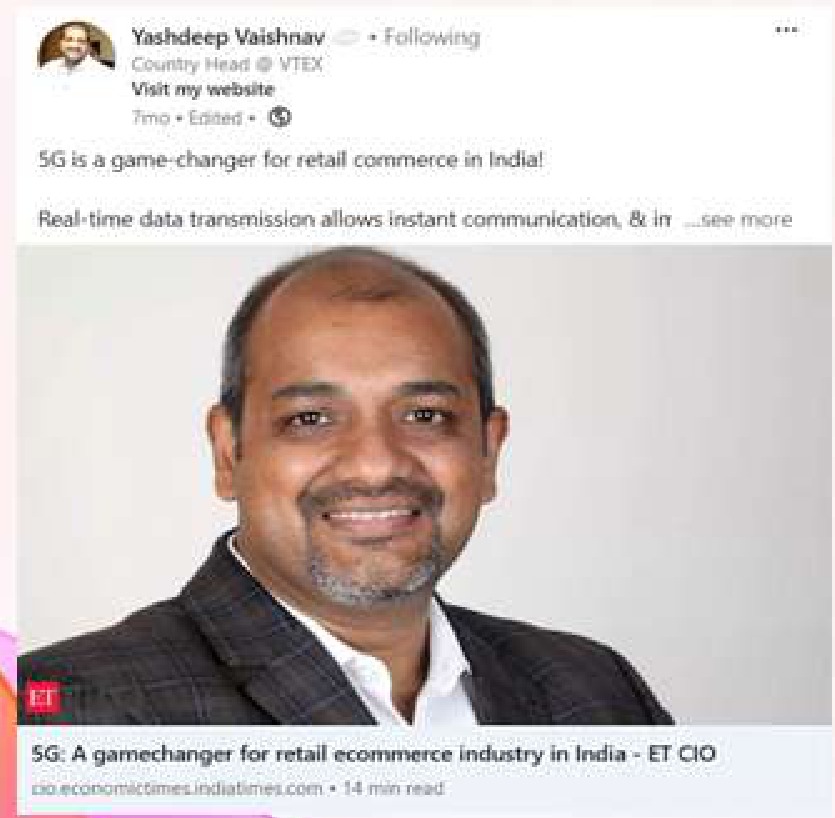 Yashdeep Vaishnav • Following
Country Head @ VTEX
Visit my website
7mo • Edited •
5G is a game-changer for retail commerce in India!
Real-time data transmission allows instant communication, & in ...see more
ET
5G: A gamechanger for retail ecommerce industry in India - ET CIO
cio.economictimes.indiatimes.com • 14 min read